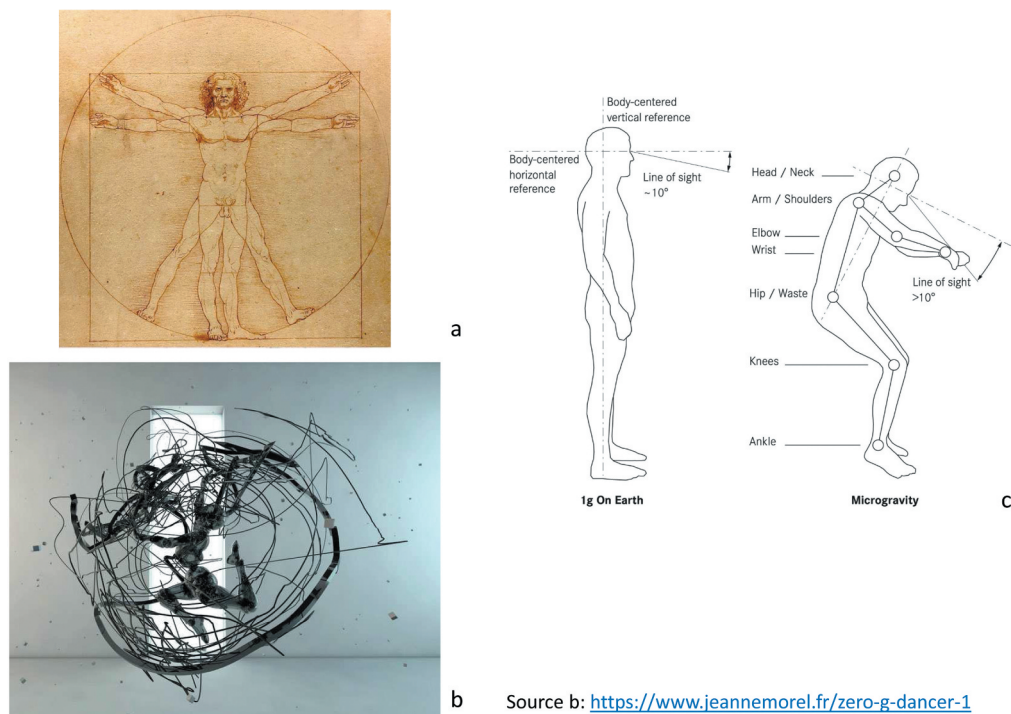 a
b
Body-centered
vertical reference
Body-centered
horizontal
reference
Line of sight
~10°
1g On Earth
Head / Neck
Arm / Shoulders
Elbow
Wrist
Hip / Waste
Knees
Ankle
Line of sight
>10°
Microgravity
c
Source b: https://www.jeannemorel.fr/zero-g-dancer-1